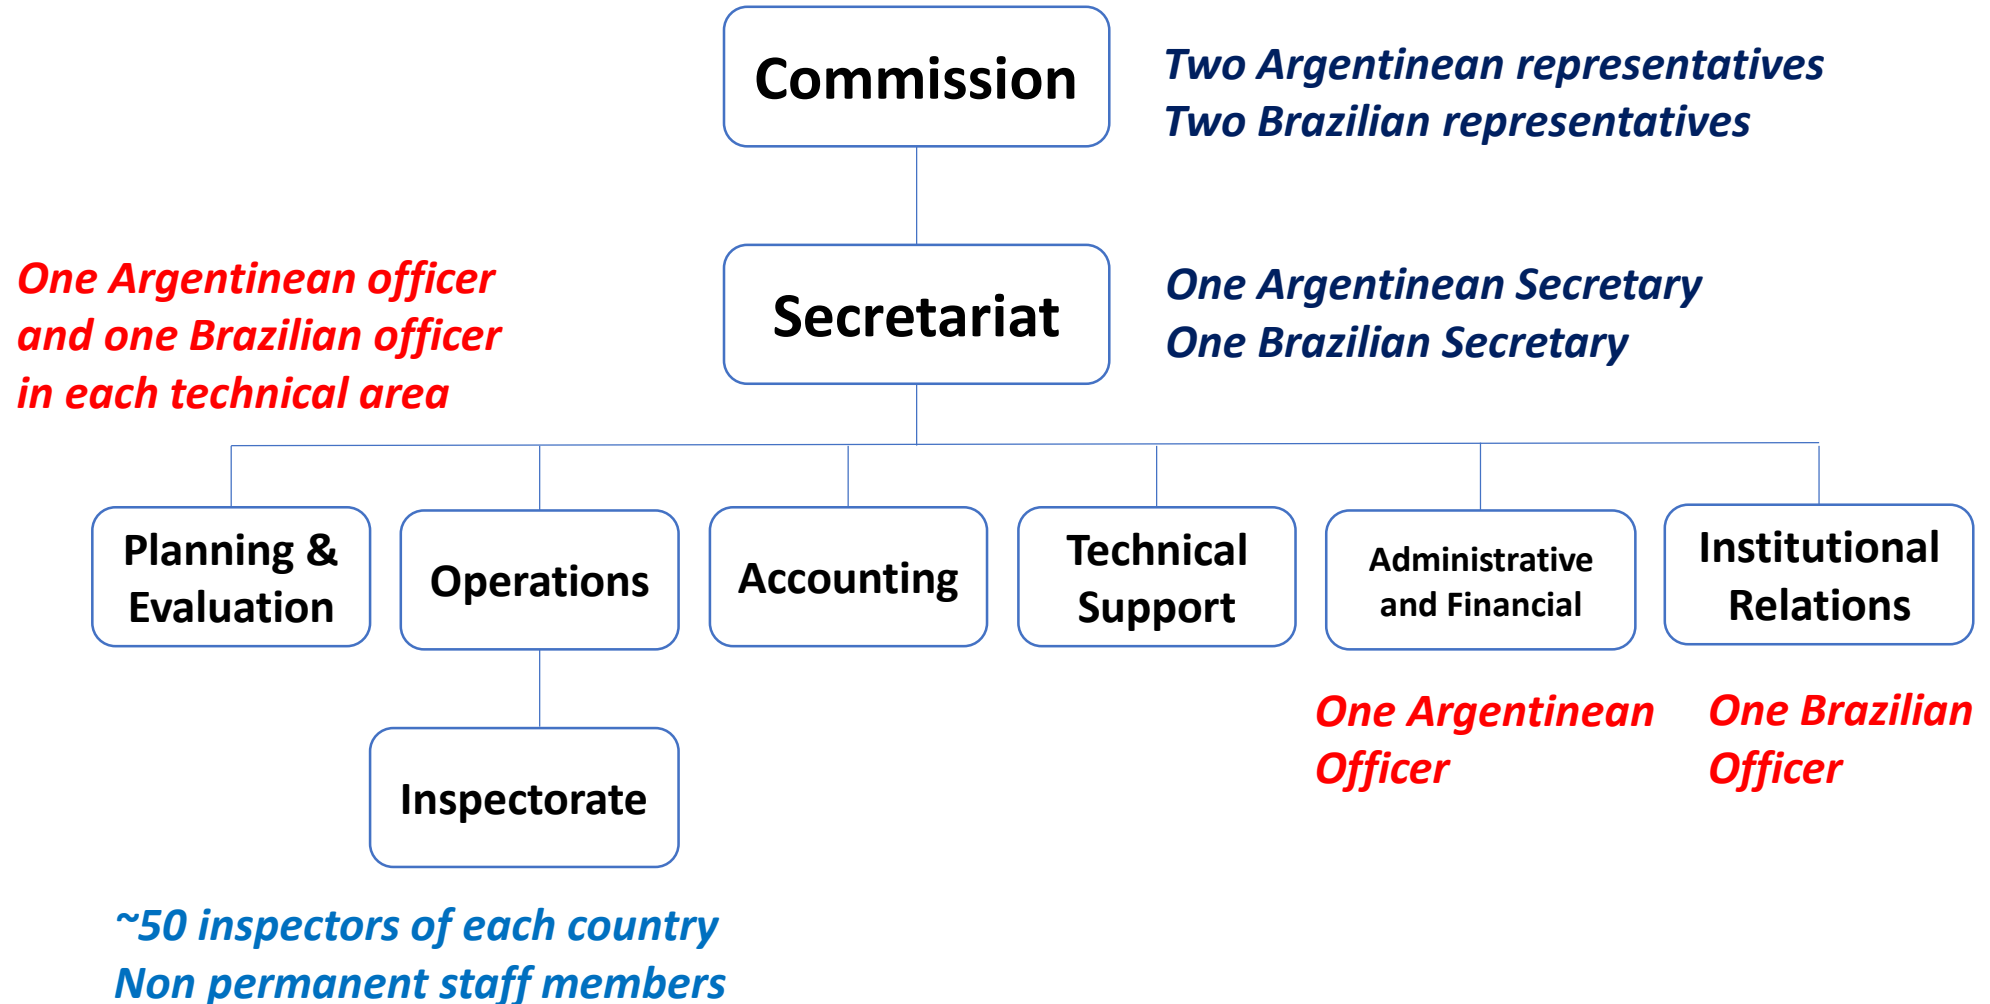 Commission
Two Argentinean representatives
Two Brazilian representatives
One Argentinean officer
and one Brazilian officer
in each technical area
Secretariat
One Argentinean Secretary
One Brazilian Secretary
Planning &
Evaluation
Operations
Accounting
Technical
Support
Administrative
and Financial
Institutional
Relations
One Argentinean
Officer
One Brazilian
Officer
Inspectorate
~50 inspectors of each country
Non permanent staff members